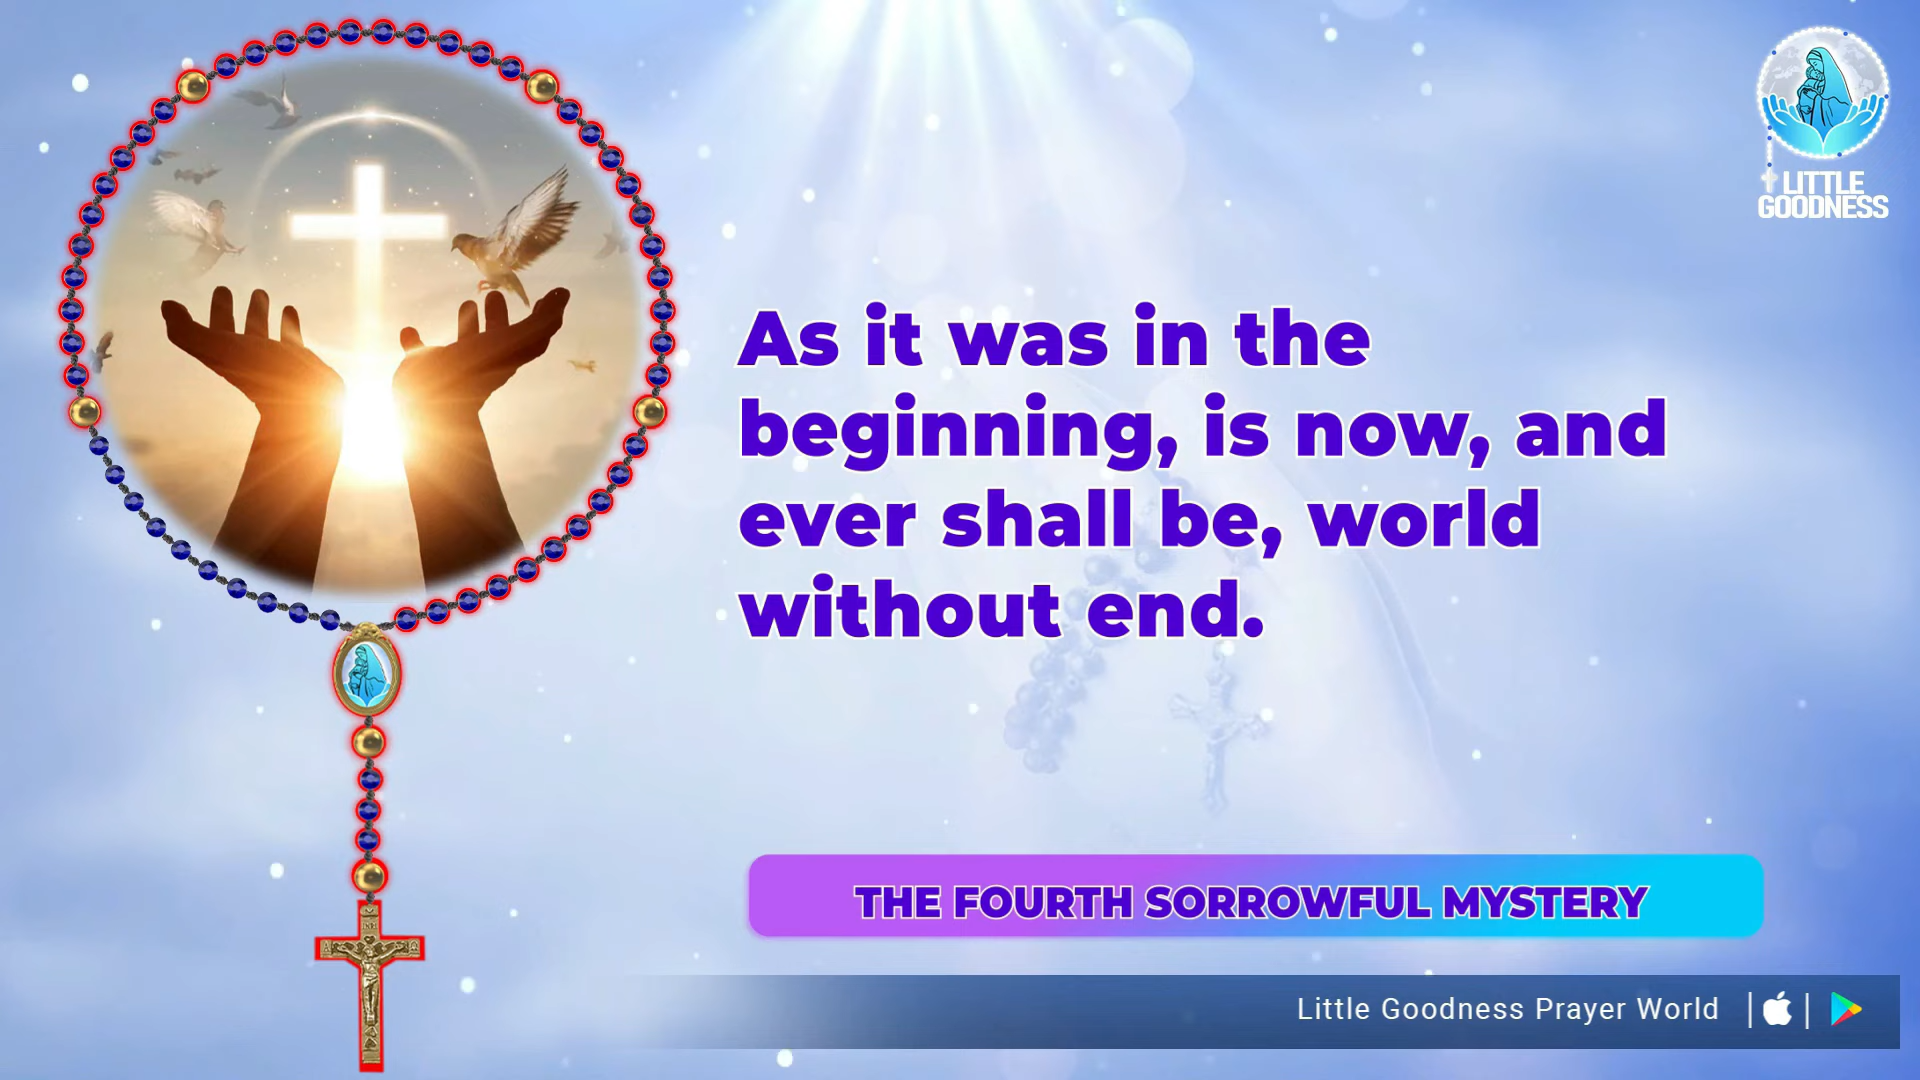 LITTLE
GOODNESS
As it was in the
beginning, is now, and
ever shall be, world
without end.
THE FOURTH SORROWFUL MYSTERY
Little Goodness Prayer World